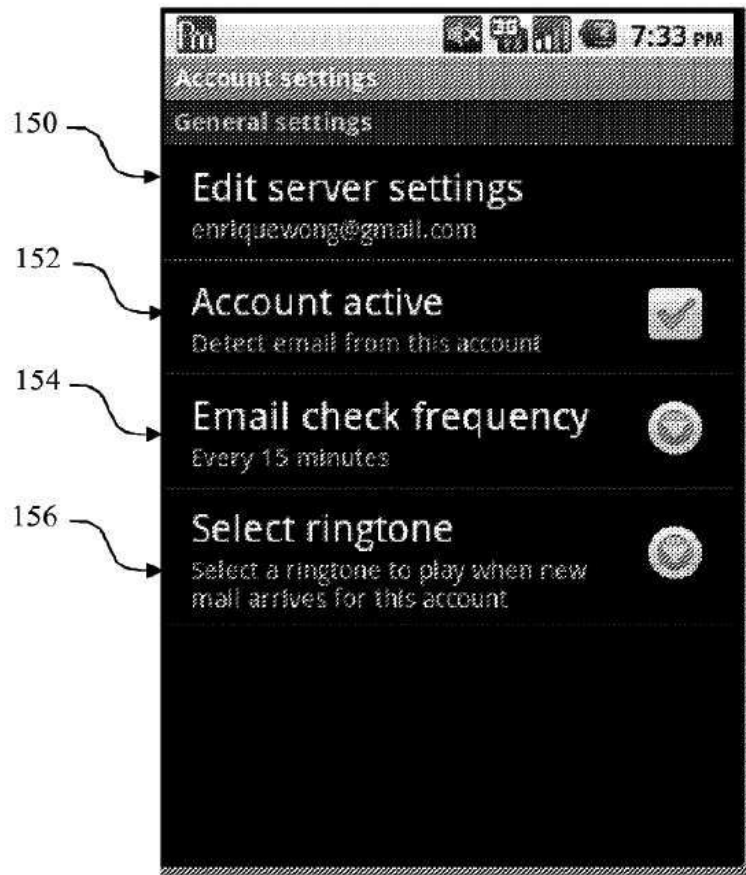 Pm 7:33 PM
Account settings
General settings
150
Edit server settings
enriquewong@gmail.com
152
Account active
Detect email from this account
154
Email check frequency
Every 15 minutes
156
Select ringtone
Select a ringtone to play when new
mail arrives for this account